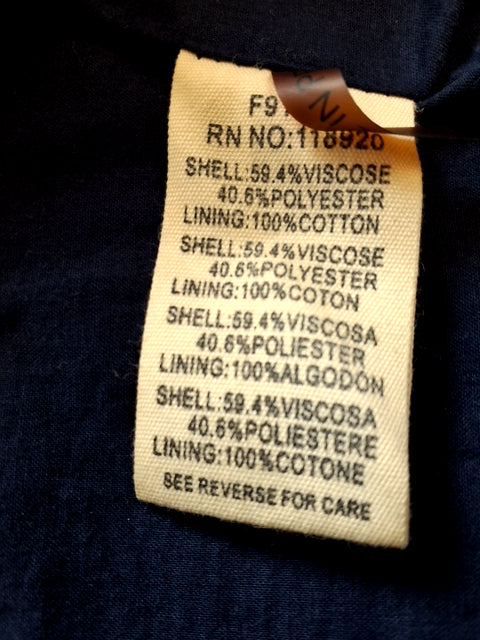 F9
RN NO:118920
SHELL:59.4%VISCOSE
40.6%POLYESTER
LINING:100%COTTON
SHELL:59.4%VISCOSE
40.6%POLYESTER
LINING:100%COTON
SHELL:59.4%VISCOSA
40.6%POLIESTER
LINING:100%ALGODÓN
SHELL:59.4%VISCOSA
40.6%POLIESTERE
LINING:100%COTONE
SEE REVERSE FOR CARE